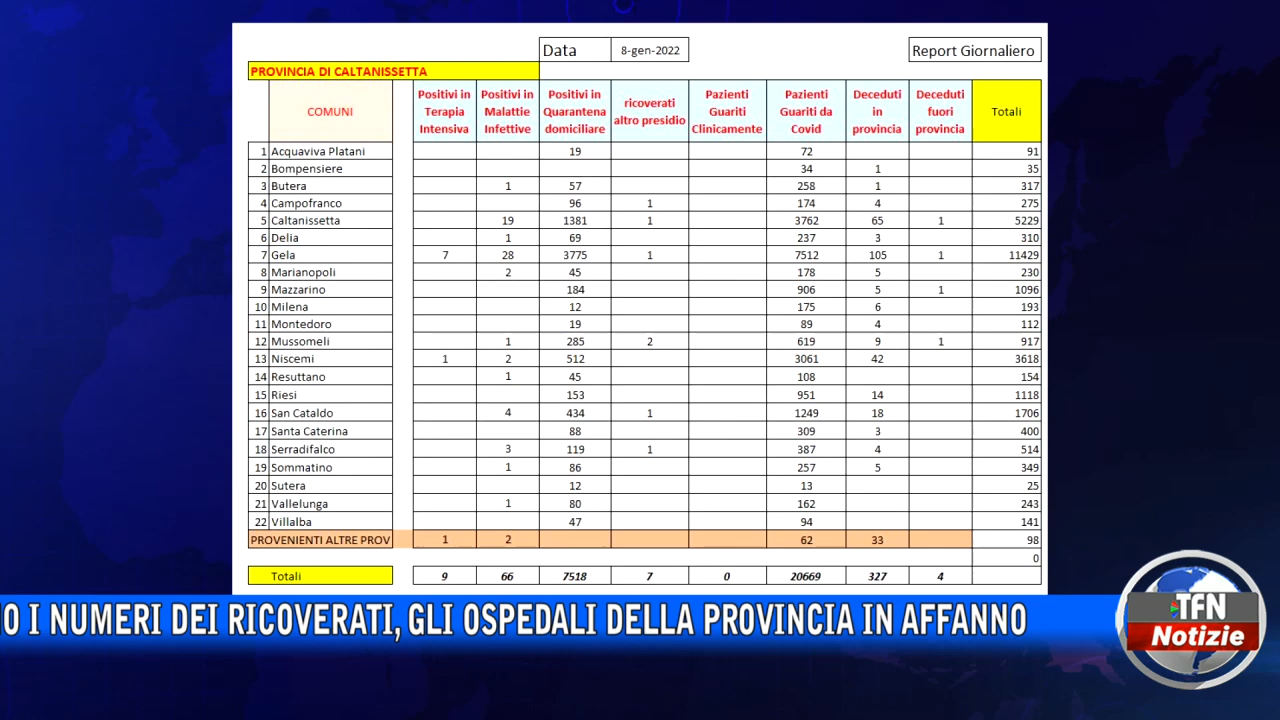 Data 8-gen-2022 Report Giornaliero
PROVINCIA DI CALTANISSETTA
COMUNI Positivi in Terapia Intensiva Positivi in Malattie Infettive Positivi in Quarantena domiciliare ricoverati altro presidio Pazienti Guariti Clinicamente Pazienti Guariti da Covid Deceduti in provincia Deceduti fuori provincia Totali
1 Acquaviva Platani 19 72 91
2 Bompensiere 34 1 35
3 Butera 1 57 258 1 317
4 Campofranco 96 1 174 4 275
5 Caltanissetta 19 1381 1 3762 65 1 5229
6 Delia 1 69 237 3 310
7 Gela 7 28 3775 1 7512 105 1 11429
8 Marianopoli 2 45 178 5 230
9 Mazzarino 184 906 5 1 1096
10 Milena 12 175 6 193
11 Montedoro 19 89 4 112
12 Mussomeli 1 285 2 619 9 1 917
13 Niscemi 1 2 512 3061 42 3618
14 Resuttano 1 45 108 154
15 Riesi 153 951 14 1118
16 San Cataldo 4 434 1 1249 18 1706
17 Santa Caterina 88 309 3 400
18 Serradifalco 3 119 1 387 4 514
19 Sommatino 1 86 257 5 349
20 Sutera 12 13 25
21 Vallelunga 1 80 162 243
22 Villalba 47 94 141
PROVENIENTI ALTRE PROV 1 2 62 33 98
0
Totali 9 66 7518 7 0 20669 327 4
O I NUMERI DEI RICOVERATI, GLI OSPEDALI DELLA PROVINCIA IN AFFANNO
TFN
Notizie